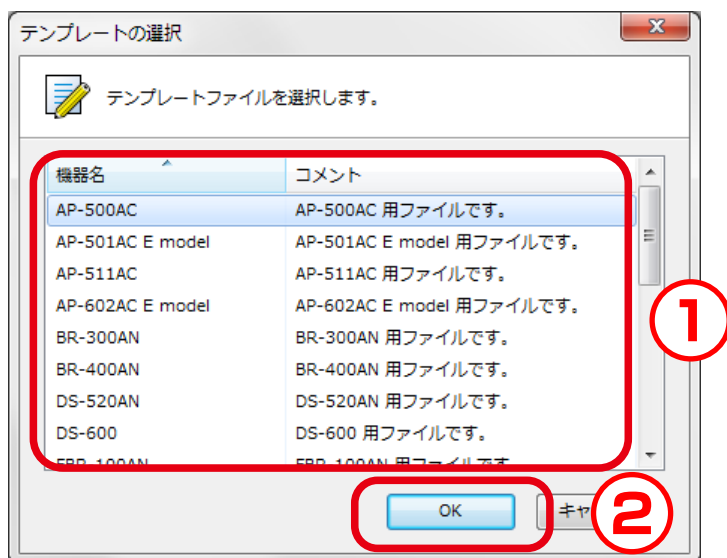 テンプレートの選択
テンプレートファイルを選択します。
機器名 コメント
AP-500AC AP-500AC 用ファイルです。
AP-501AC E model AP-501AC E model 用ファイルです。
AP-511AC AP-511AC 用ファイルです。
AP-602AC E model AP-602AC E model 用ファイルです。
BR-300AN BR-300AN 用ファイルです。
BR-400AN BR-400AN 用ファイルです。
DS-520AN DS-520AN 用ファイルです。
DS-600 DS-600 用ファイルです。
1
OK キャ
2